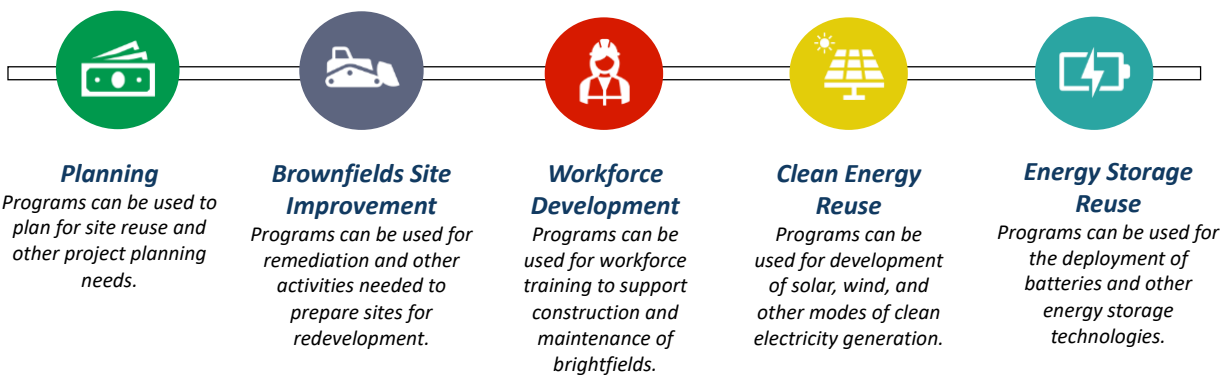 Planning
Programs can be used to
plan for site reuse and
other project planning
needs.
Brownfields Site
Improvement
Programs can be used for
remediation and other
activities needed to
prepare sites for
redevelopment.
Workforce
Development
Programs can be
used for workforce
training to support
construction and
maintenance of
brightfields.
Clean Energy
Reuse
Programs can be
used for development
of solar, wind, and
other modes of clean
electricity generation.
Energy Storage
Reuse
Programs can be used for
the deployment of
batteries and other
energy storage
technologies.